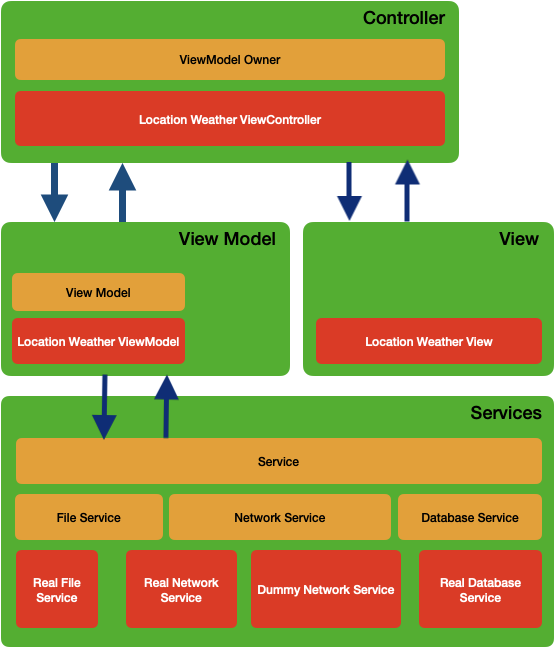 Controller
ViewModel Owner
Location Weather ViewController
View Model
View Model
Location Weather ViewModel
View
Location Weather View
Services
Service
File Service
Network Service
Database Service
Real File
Service
Real Network
Service
Dummy Network Service
Real Database
Service